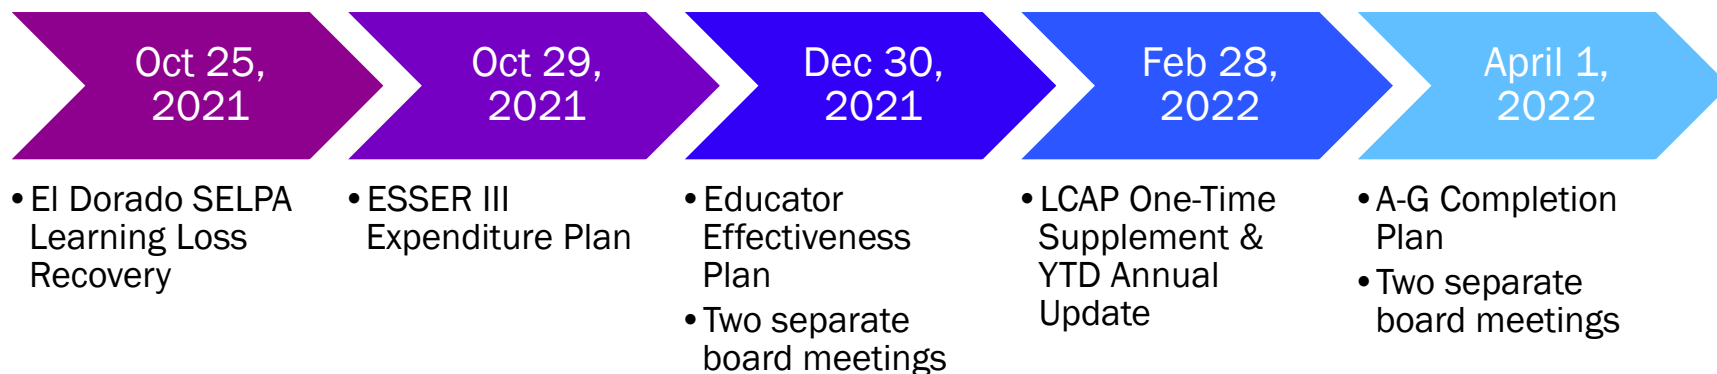 Oct 25,
2021
Oct 29,
2021
Dec 30,
2021
Feb 28,
2022
April 1,
2022
•El Dorado SELPA
Learning Loss
Recovery
•ESSER III
Expenditure Plan
•Educator
Effectiveness
Plan
•Two separate
board meetings
•LCAP One-Time
Supplement &
YTD Annual
Update
•A-G Completion
Plan
•Two separate
board meetings